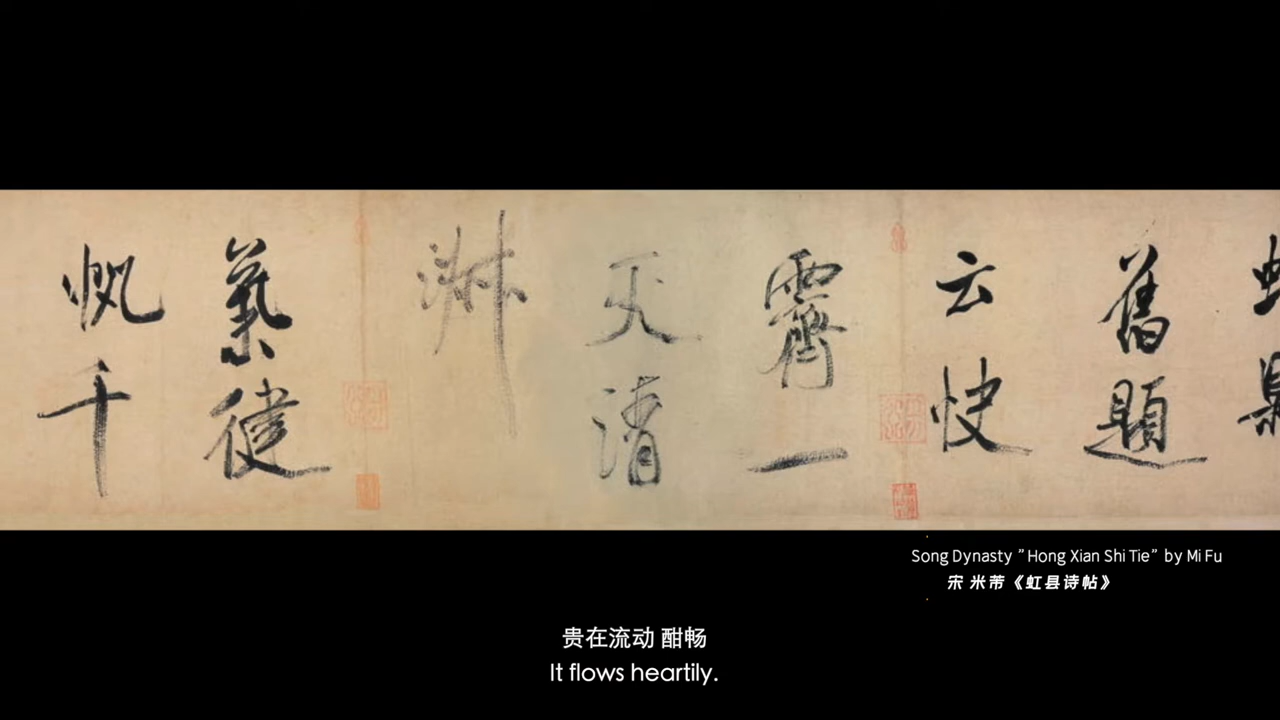 舊題
云快
霽一
天清
淑
氣健
帆千
Song Dynasty ”Hong Xian Shi Tie” by Mi Fu
宋 米芾《虹县诗帖》
贵在流动 酣畅
It flows heartily.